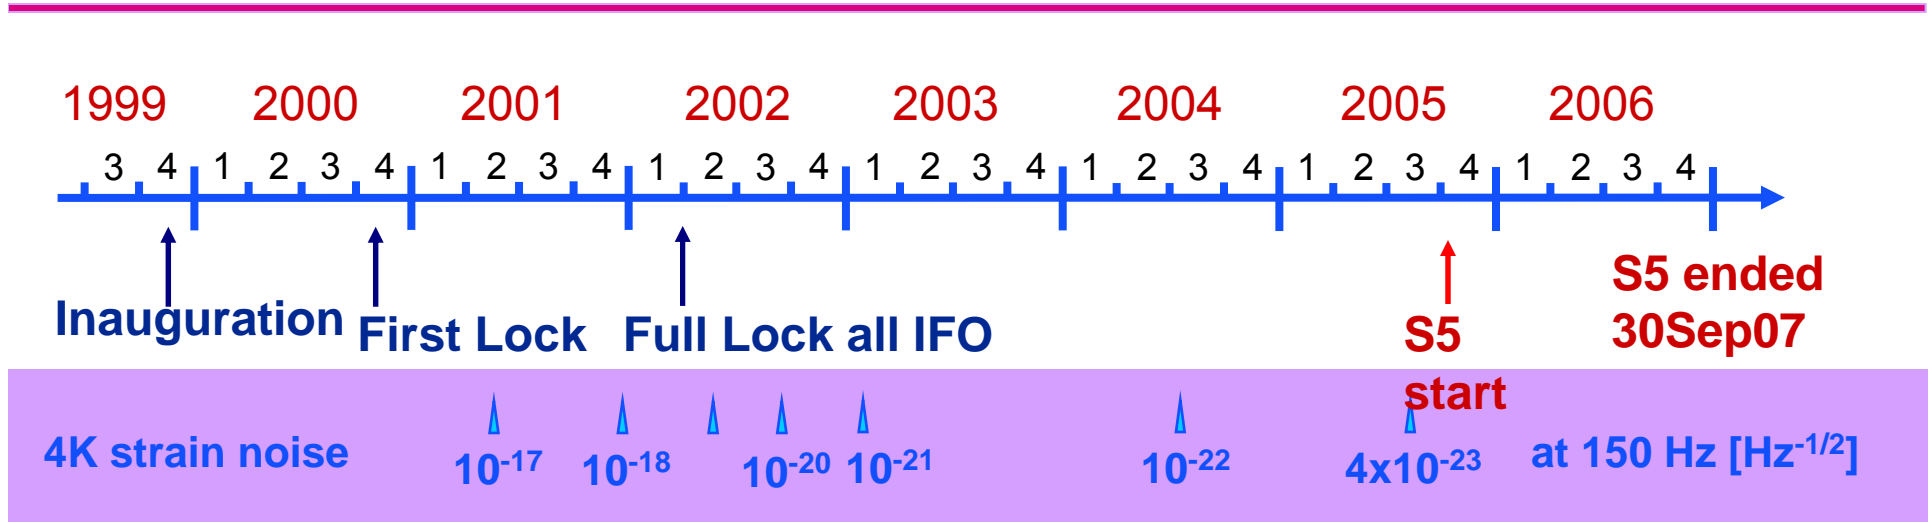 1999 2000 2001 2002 2003 2004 2005 2006
3 4 1 2 3 4 1 2 3 4 1 2 3 4 1 2 3 4 1 2 3 4 1 2 3 4 1 2 3 4
Inauguration First Lock Full Lock all IFO
S5 start
S5 ended
30Sep07
4K strain noise 10⁻¹⁷ 10⁻¹⁸ 10⁻²⁰ 10⁻²¹ 10⁻²² 4x10⁻²³ at 150 Hz [Hz⁻¹/²]